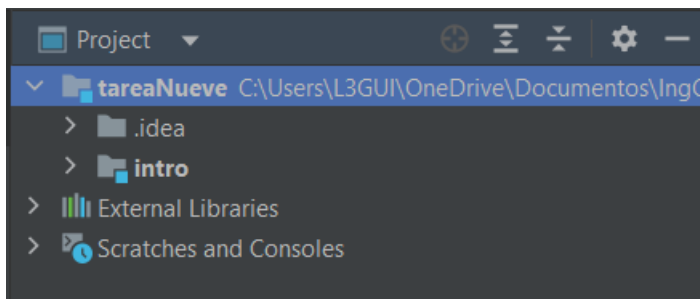 Project
tareaNueve C:\Users\L3GUI\OneDrive\Documentos\Ing
.idea
intro
External Libraries
Scratches and Consoles